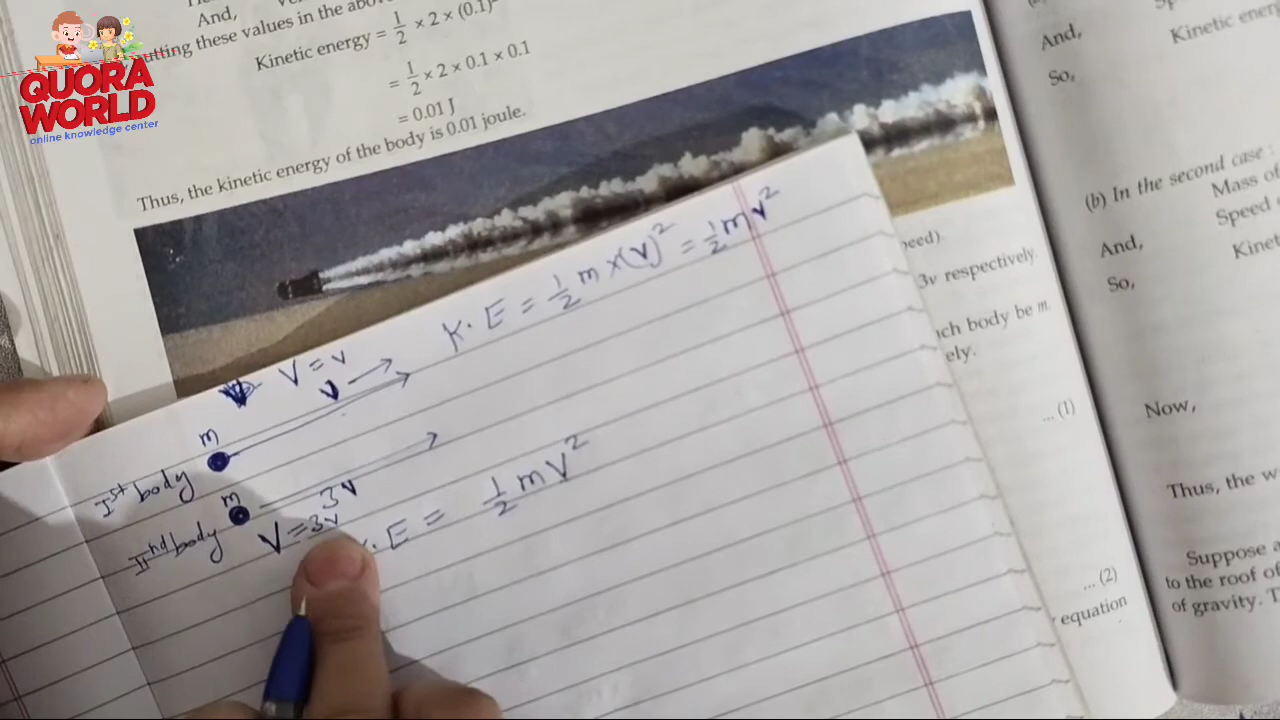 QUORA
WORLD
online knowledge center
And,
utting these values in the abov
Kinetic energy = 1/2 × 2 × (0.1)²
= 1/2 × 2 × 0.1 × 0.1
= 0.01 J
Thus, the kinetic energy of the body is 0.01 joule.
K.E = 1/2 m × (v)² = 1/2 m v²
V = v
v
m
Ist body
m
3v
IInd body
V = 3v
K.E = 1/2 m V²
peed).
3v respectively.
ach body be m.
ely.
... (1)
... (2)
equation
And,
Kinetic ener
So,
(b) In the second case :
Mass of
Speed o
And,
Kinet
So,
Now,
Thus, the w
Suppose a
to the roof of
of gravity. T